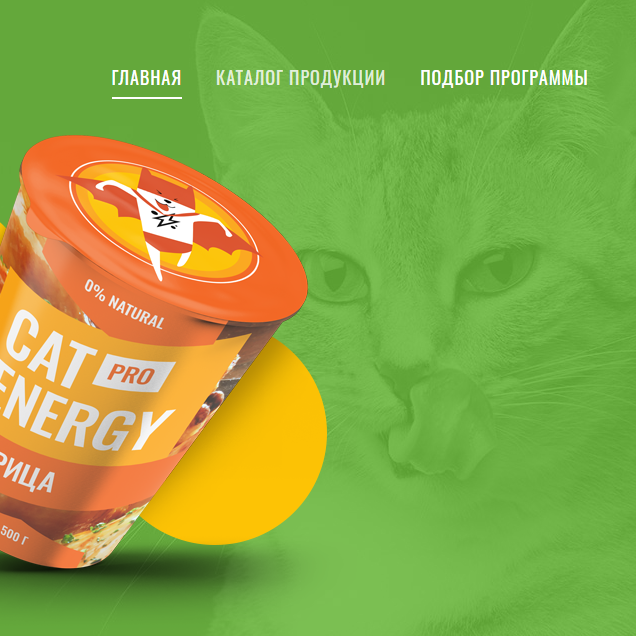 ГЛАВНАЯ КАТАЛОГ ПРОДУКЦИИ ПОДБОР ПРОГРАММЫ
0% NATURAL
CAT PRO
ENERGY
РИЦА
500 Г